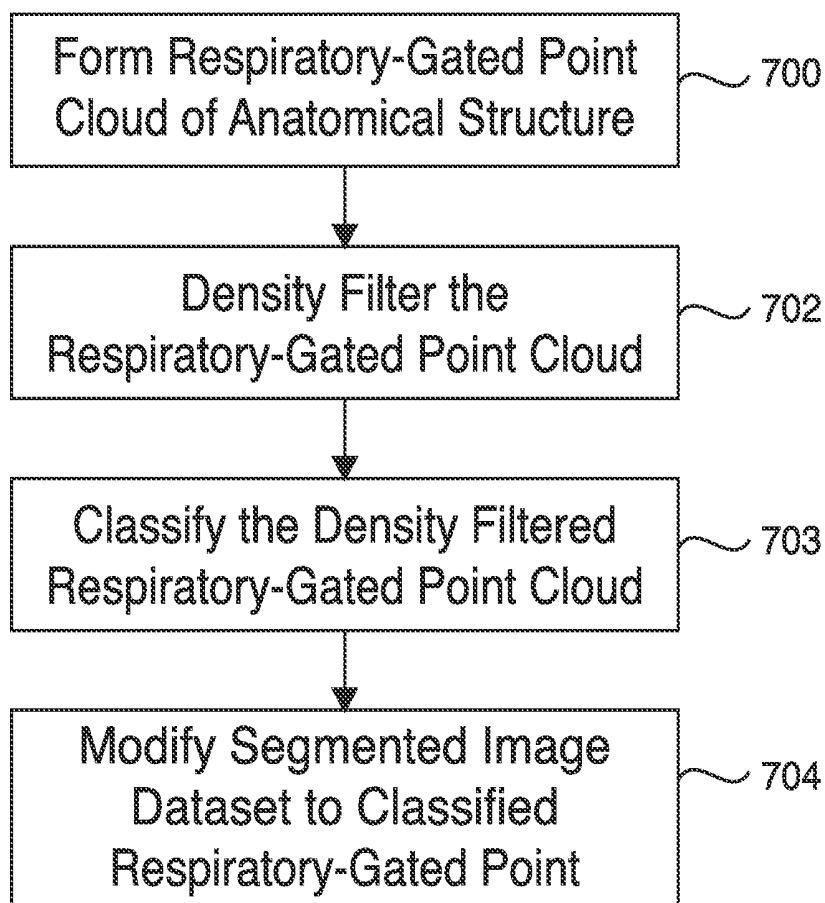 Form Respiratory-Gated Point
Cloud of Anatomical Structure
700
Density Filter the
Respiratory-Gated Point Cloud
702
Classify the Density Filtered
Respiratory-Gated Point Cloud
703
Modify Segmented Image
Dataset to Classified
Respiratory-Gated Point
704